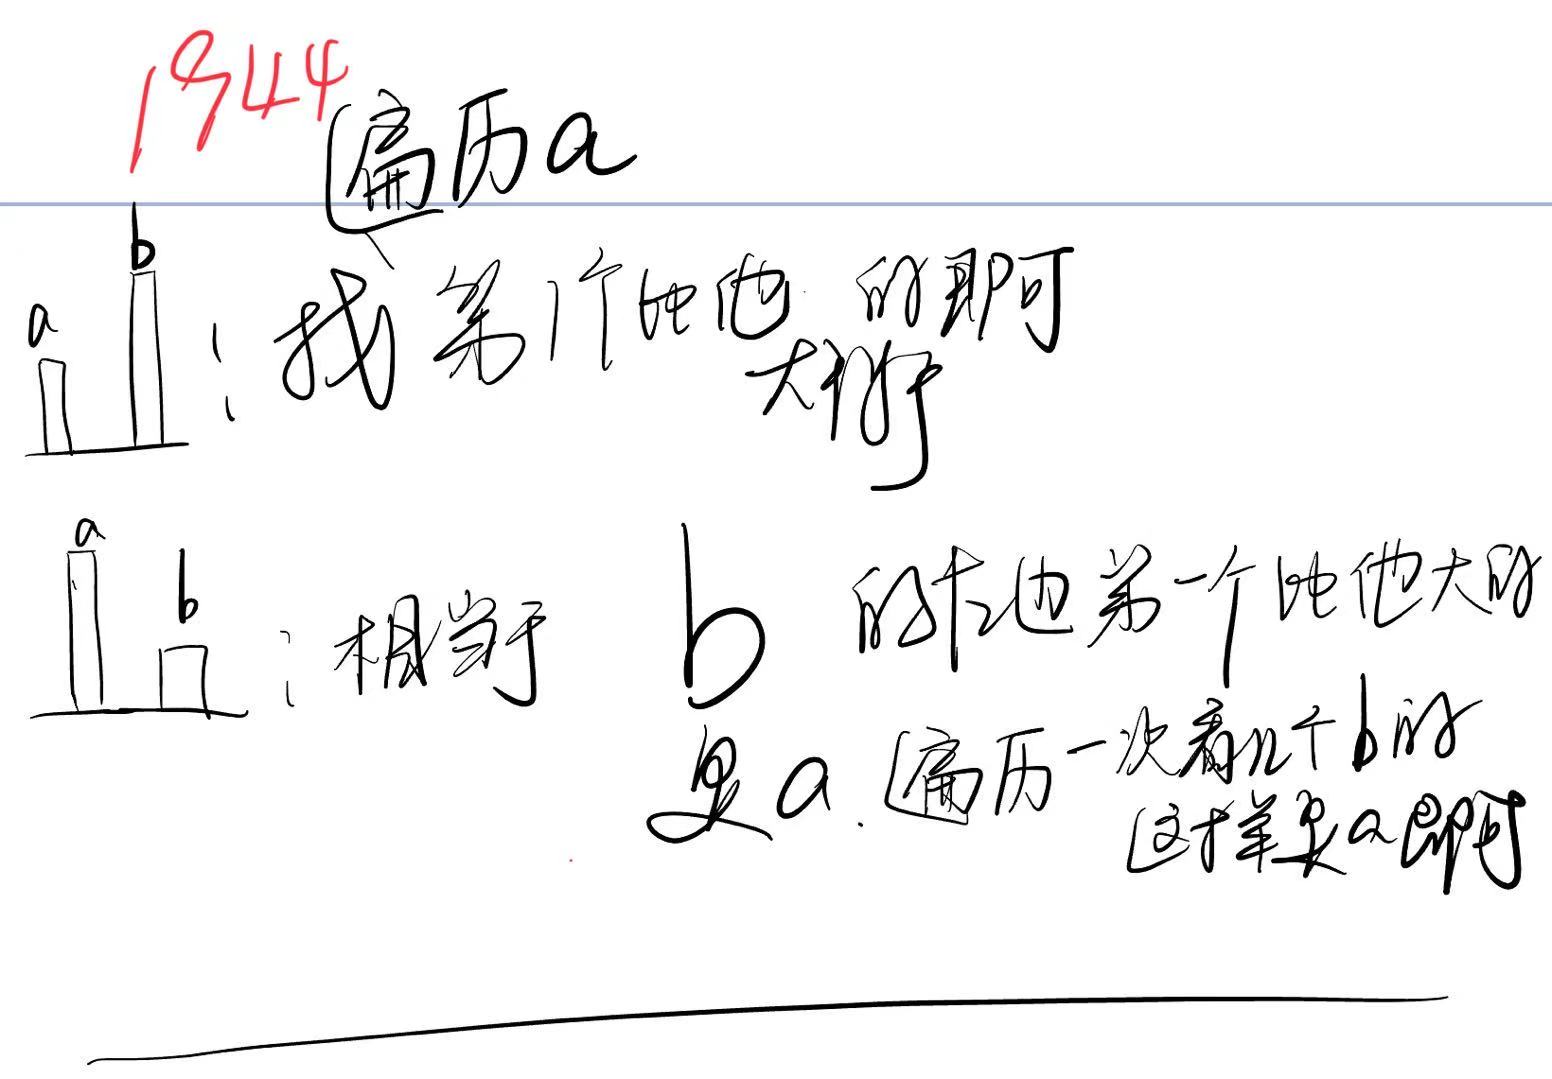 1944
遍历a
a
b
：找第1个比他 的即可
大
a
b
：相当于 b 的左边第一个比他大的
是a.遍历一次看几个b的
这样是a即可